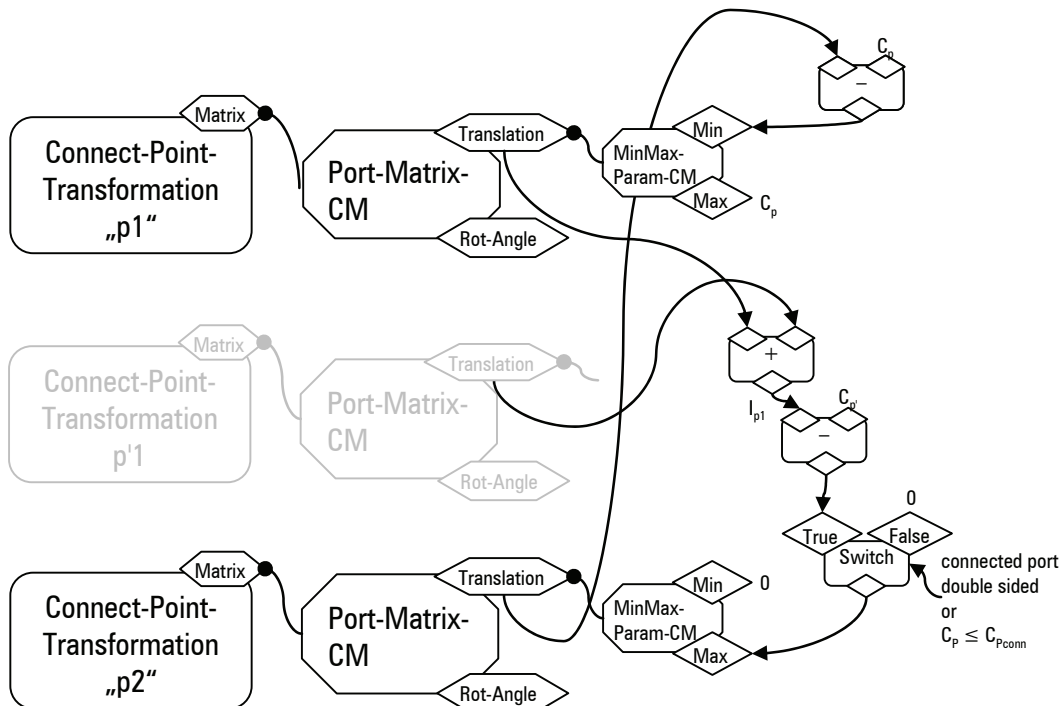 C_p
−
Matrix
Connect-Point-
Transformation
„p1“
Port-Matrix-
CM
Translation
Rot-Angle
Min
MinMax-
Param-CM
Max
C_p
Matrix
Connect-Point-
Transformation
p'1
Port-Matrix-
CM
Translation
Rot-Angle
+
I_p1
C_p'
−
0
True
False
Switch
connected port
double sided
or
C_P ≤ C_Pconn
Matrix
Connect-Point-
Transformation
„p2“
Port-Matrix-
CM
Translation
Rot-Angle
Min
0
MinMax-
Param-CM
Max